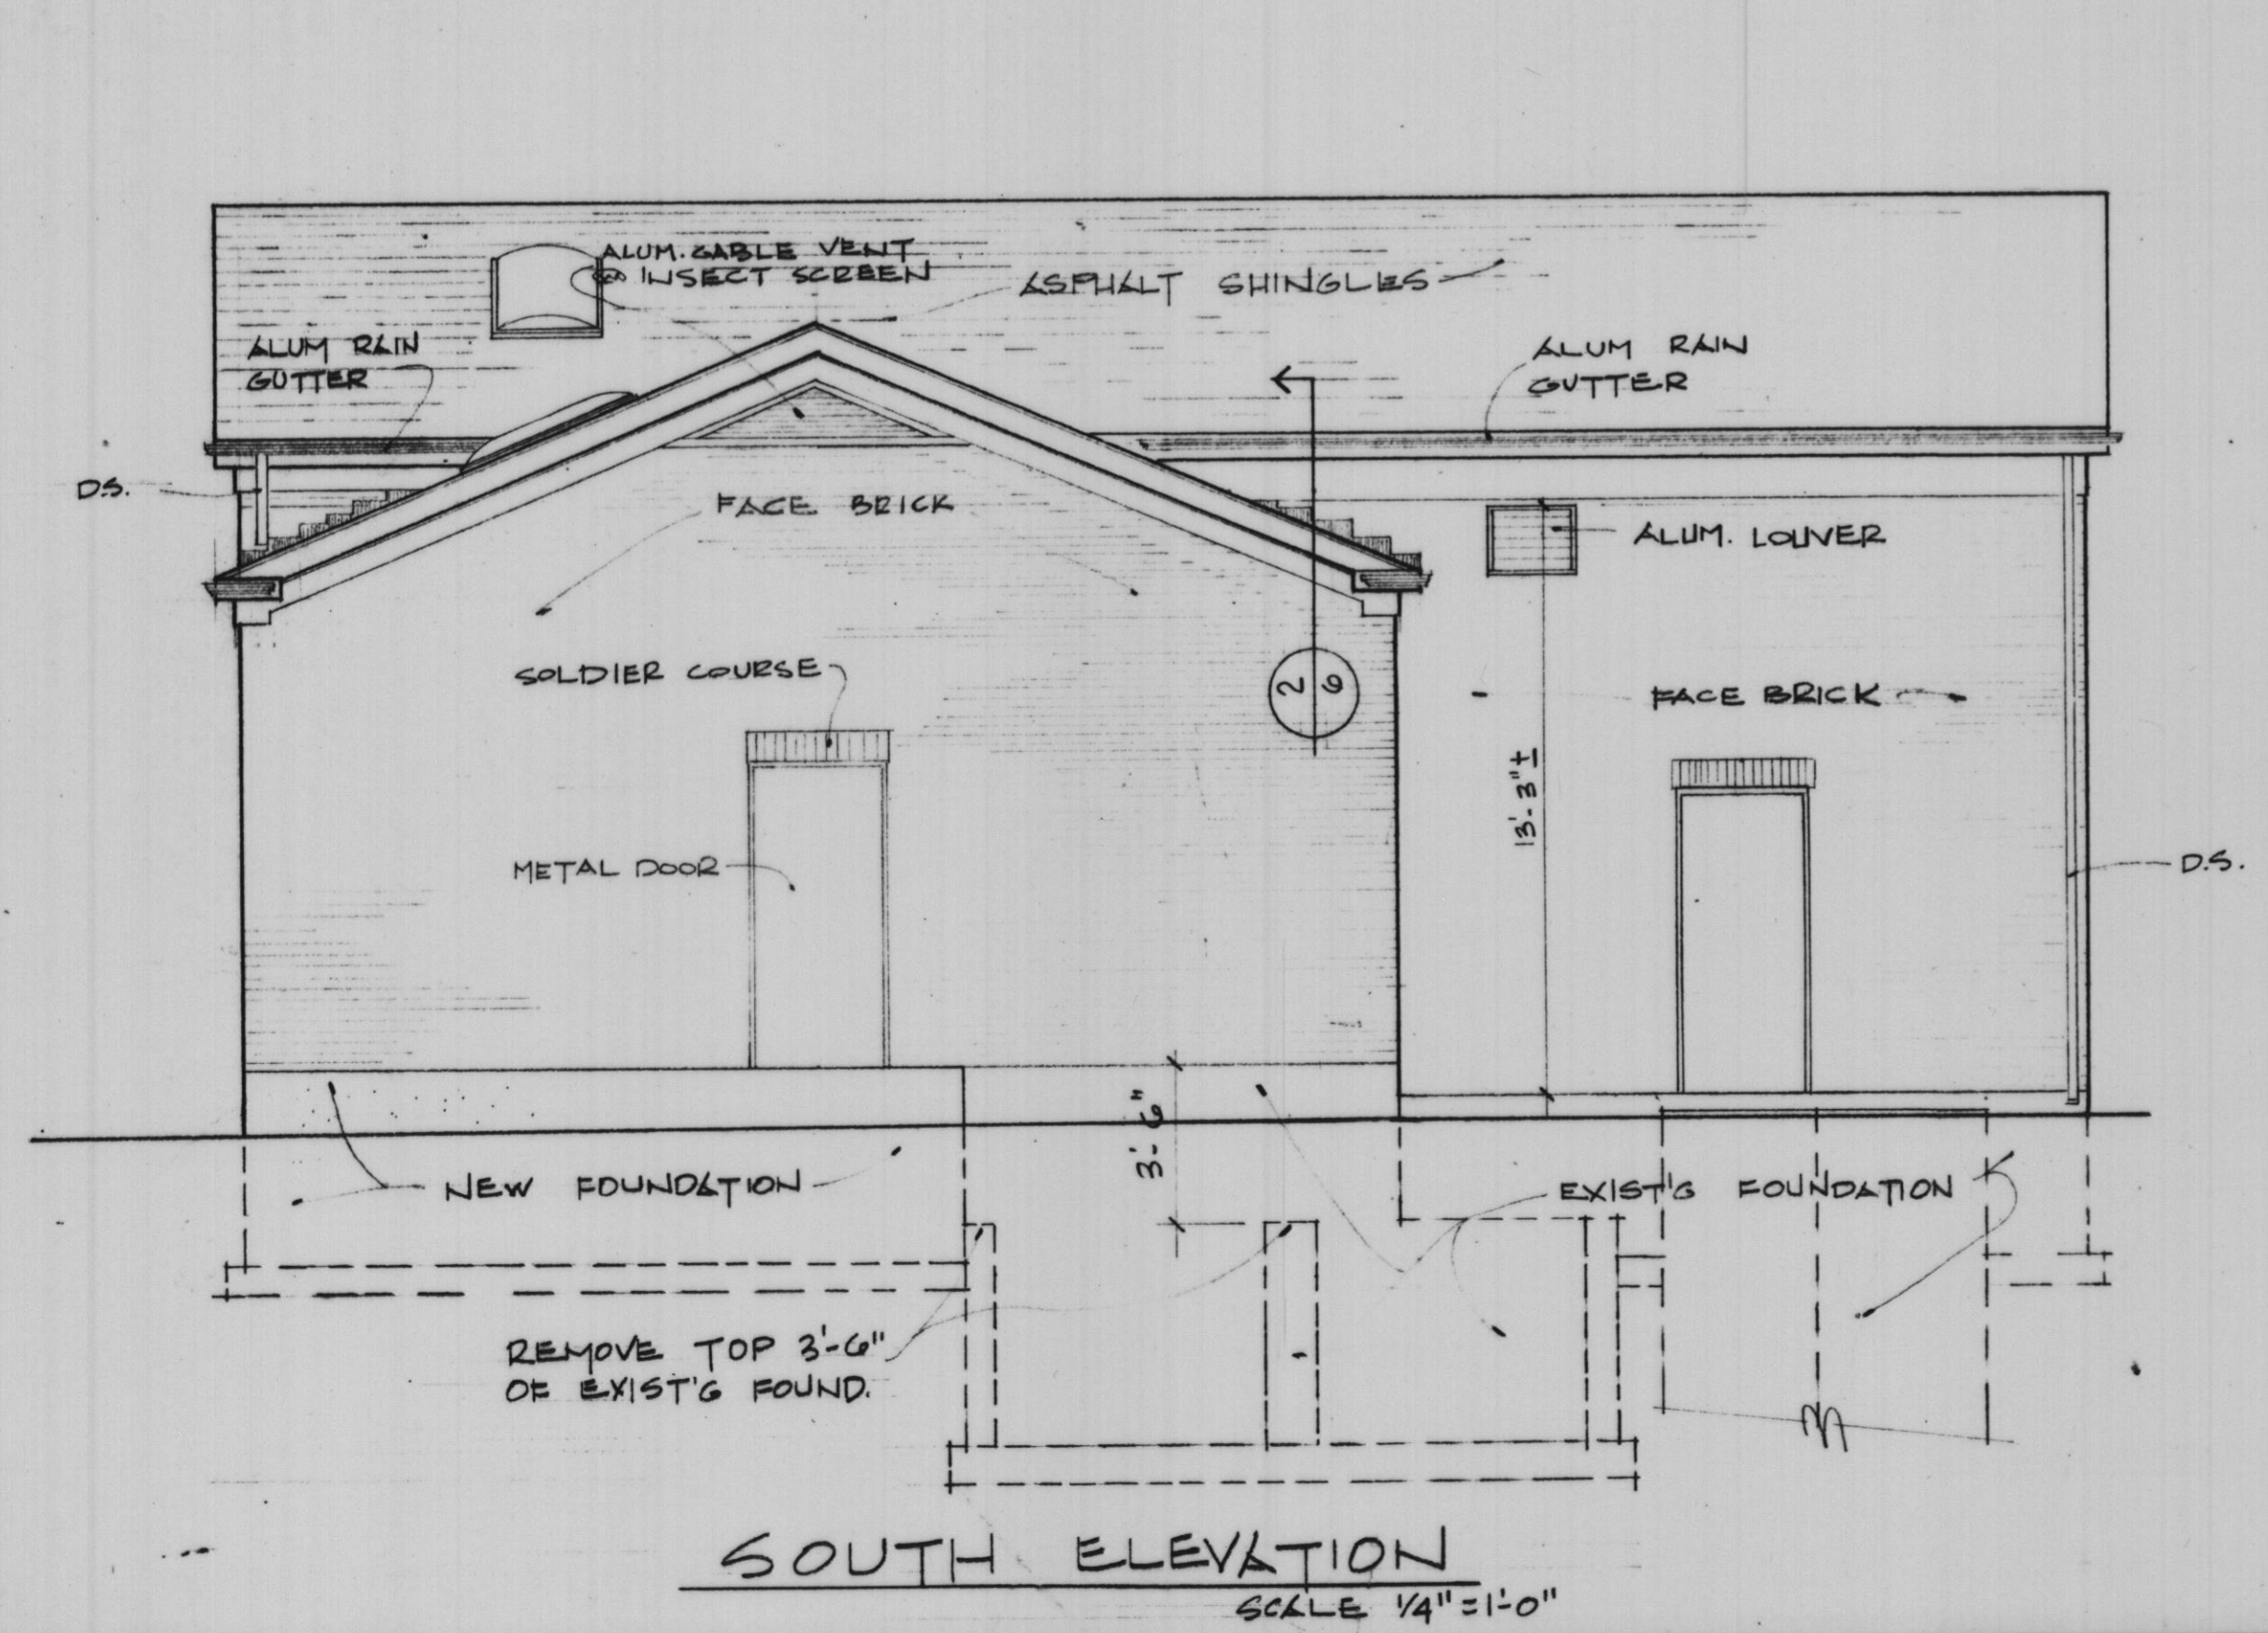 ALUM. GABLE VENT
@ INSECT SCREEN
ASPHALT SHINGLES
ALUM RAIN
GUTTER
ALUM RAIN
GUTTER
D.S.
FACE BRICK
ALUM. LOUVER
SOLDIER COURSE
2 6
FACE BRICK
13'-3"±
METAL DOOR
D.S.
3'-6"
NEW FOUNDATION
EXIST'G FOUNDATION
REMOVE TOP 3'-6"
OF EXIST'G FOUND.
SOUTH ELEVATION
SCALE 1/4"=1'-0"